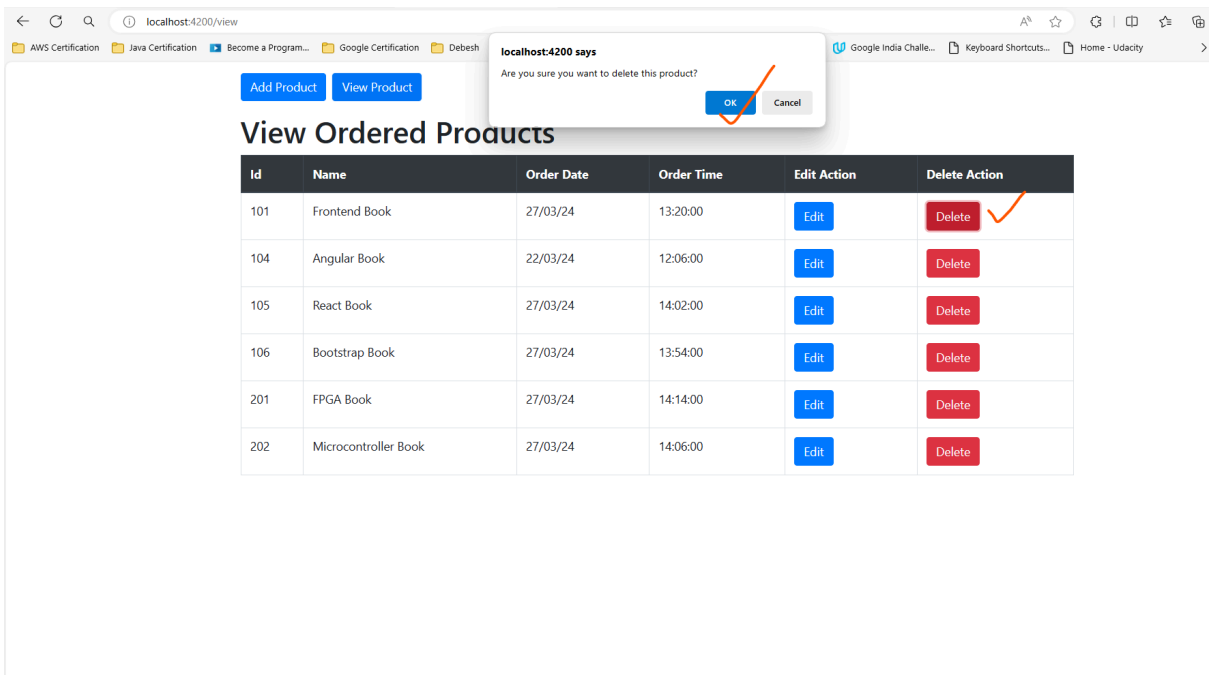 localhost:4200/view
AWS Certification Java Certification Become a Program... Google Certification Debesh Google India Challe... Keyboard Shortcuts... Home - Udacity
localhost:4200 says
Are you sure you want to delete this product?
OK Cancel
Add Product View Product
View Ordered Products
Id Name Order Date Order Time Edit Action Delete Action
101 Frontend Book 27/03/24 13:20:00 Edit Delete
104 Angular Book 22/03/24 12:06:00 Edit Delete
105 React Book 27/03/24 14:02:00 Edit Delete
106 Bootstrap Book 27/03/24 13:54:00 Edit Delete
201 FPGA Book 27/03/24 14:14:00 Edit Delete
202 Microcontroller Book 27/03/24 14:06:00 Edit Delete